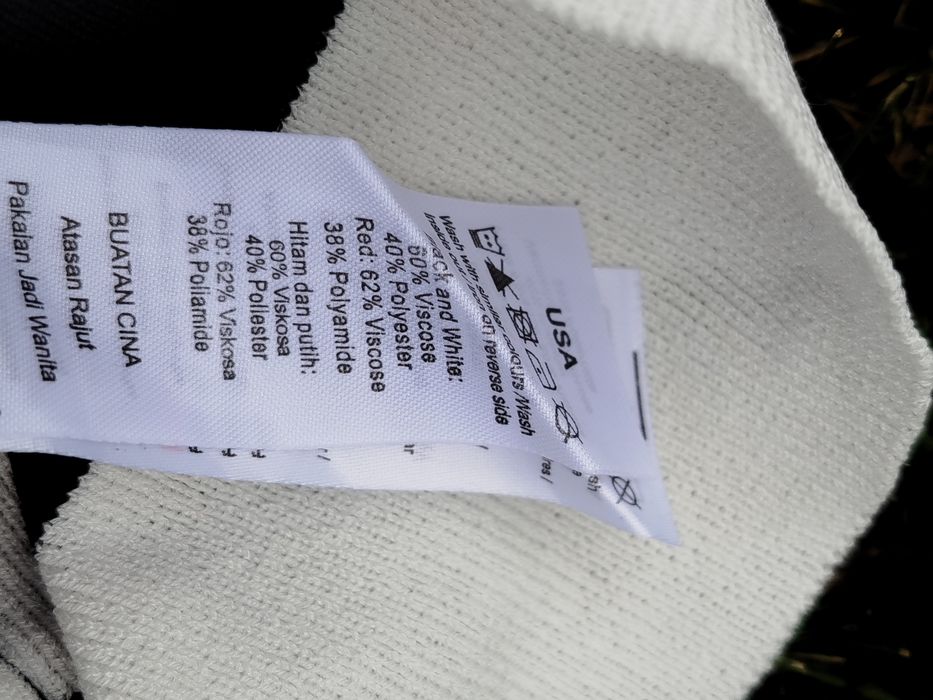 USA
Wash with similar colours/Wash
inside out/Iron on reverse side
Black and White:
60% Viscose
40% Polyester
Red: 62% Viscose
38% Polyamide
Hitam dan putih:
60% Viskosa
40% Poliester
Rojo: 62% Viskosa
38% Poliamide
BUATAN CINA
Atasan Rajut
Pakaian Jadi Wanita